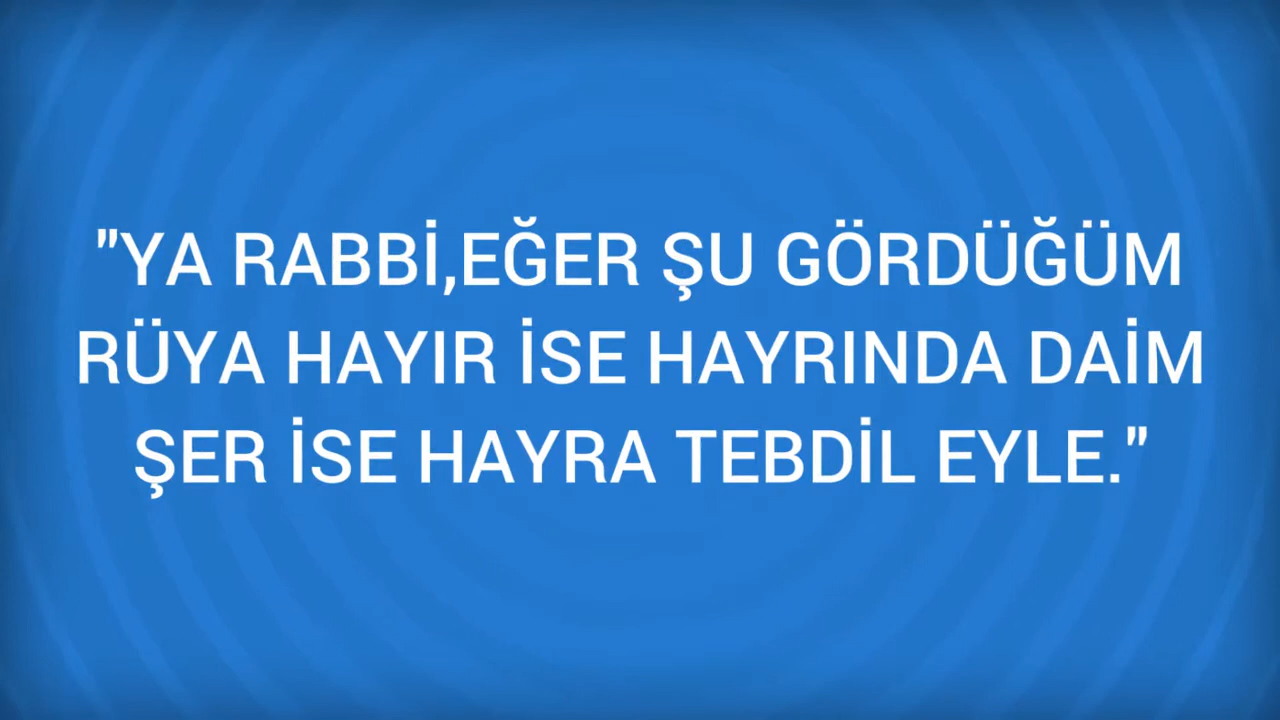 "YA RABBİ,EĞER ŞU GÖRDÜĞÜM
RÜYA HAYIR İSE HAYRINDA DAİM
ŞER İSE HAYRA TEBDİL EYLE."